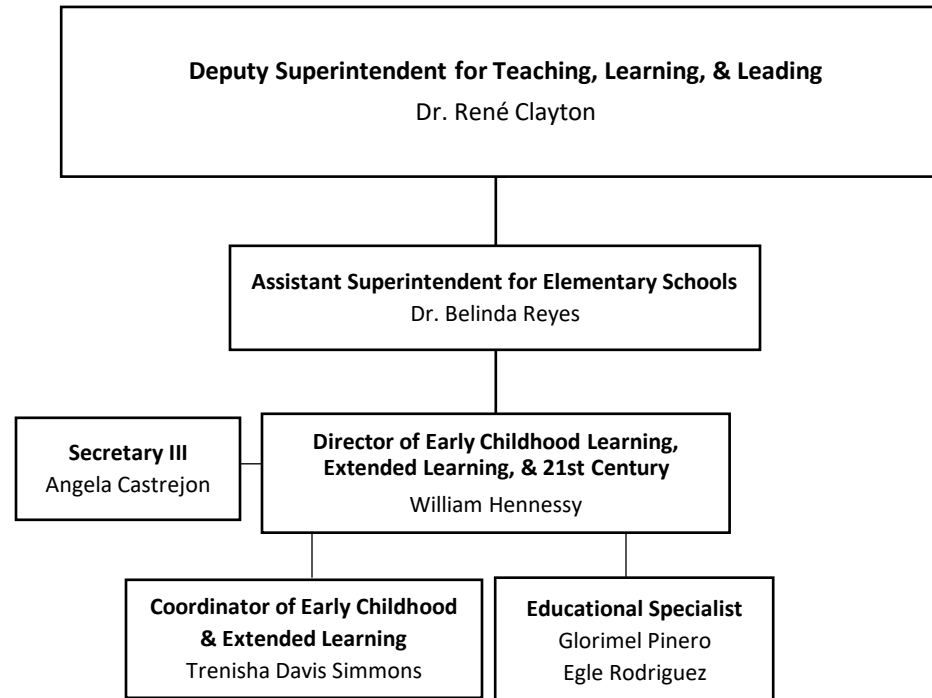 Deputy Superintendent for Teaching, Learning, & Leading
Dr. René Clayton
Assistant Superintendent for Elementary Schools
Dr. Belinda Reyes
Secretary III
Angela Castrejon
Director of Early Childhood Learning,
Extended Learning, & 21st Century
William Hennessy
Coordinator of Early Childhood
& Extended Learning
Trenisha Davis Simmons
Educational Specialist
Glorimel Pinero
Egle Rodriguez